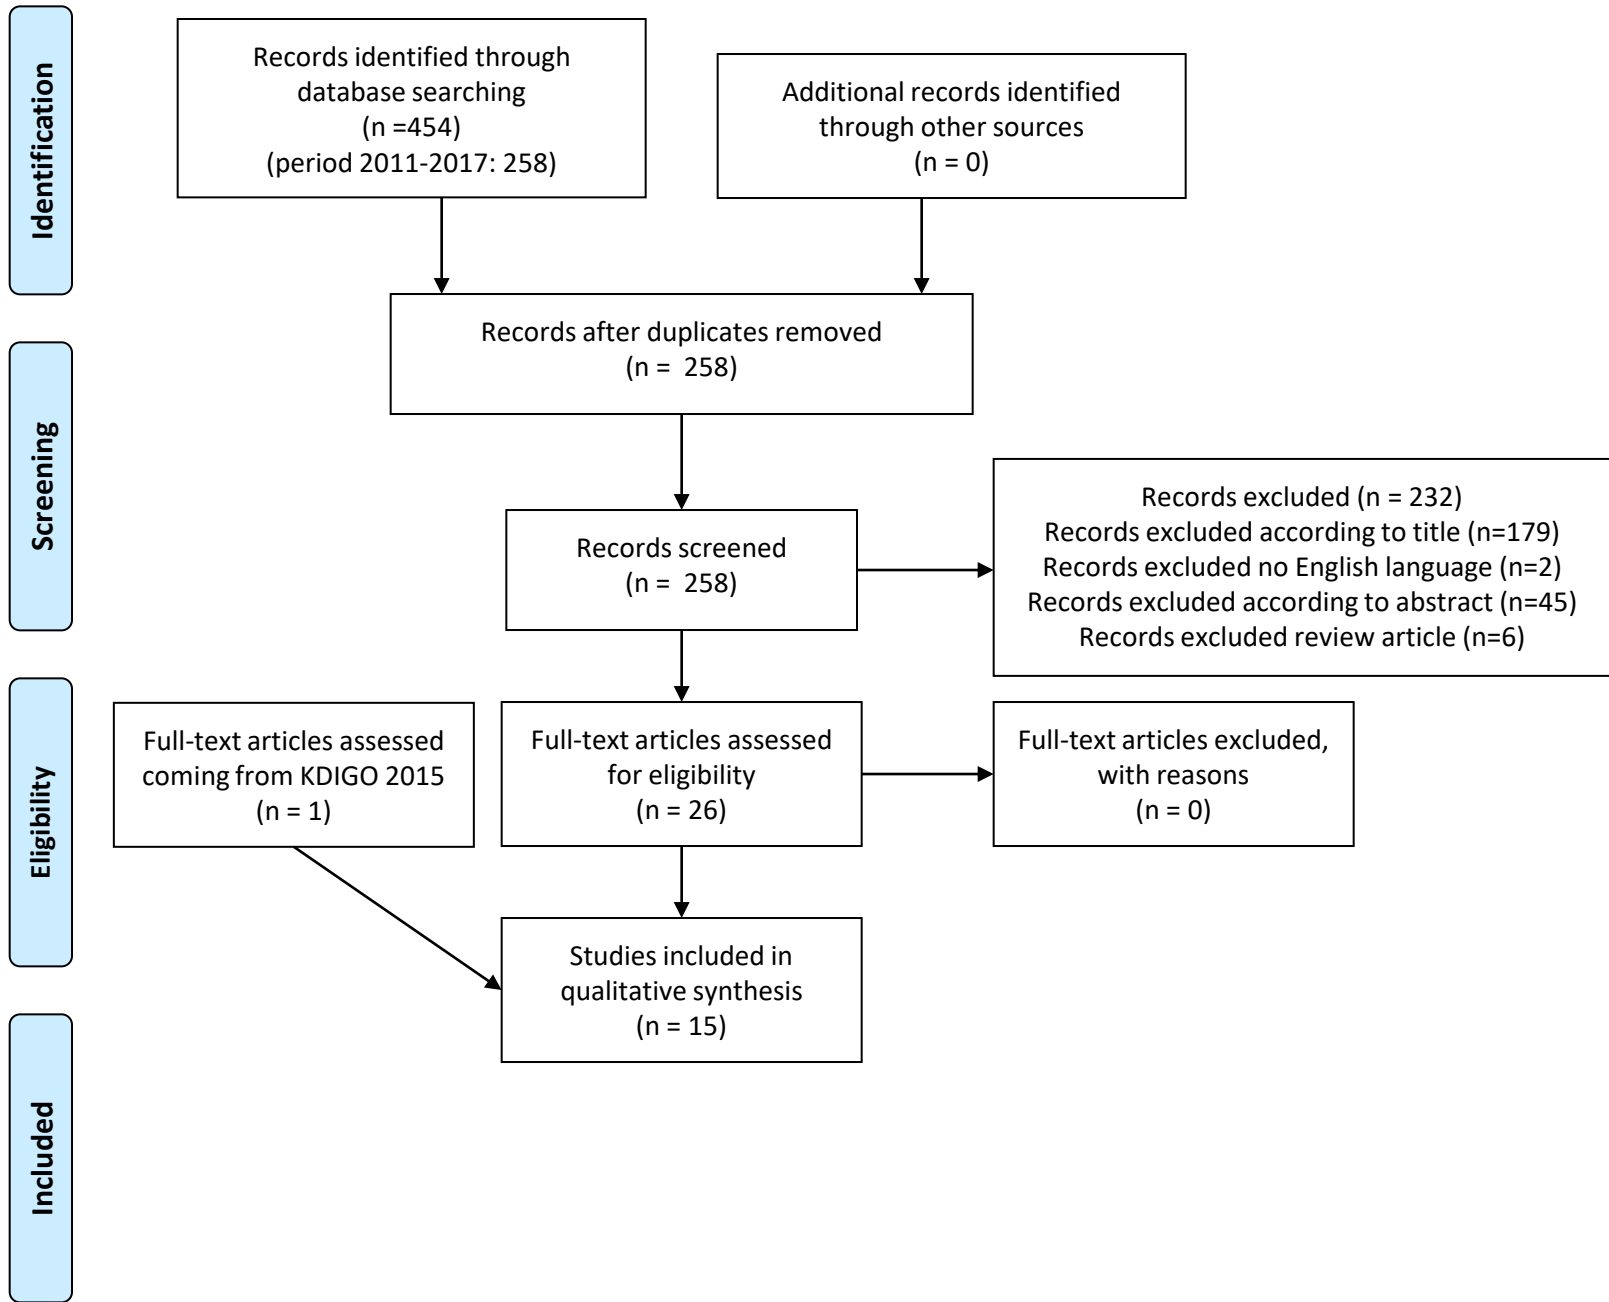 Identification
Records identified through
database searching
(n =454)
(period 2011-2017: 258)
Additional records identified
through other sources
(n = 0)
Records after duplicates removed
(n =  258)
Screening
Records screened
(n =  258)
Records excluded (n = 232)
Records excluded according to title (n=179)
Records excluded no English language (n=2)
Records excluded according to abstract (n=45)
Records excluded review article (n=6)
Eligibility
Full-text articles assessed
coming from KDIGO 2015
(n = 1)
Full-text articles assessed
for eligibility
(n = 26)
Full-text articles excluded,
with reasons
(n = 0)
Studies included in
qualitative synthesis
(n = 15)
Included